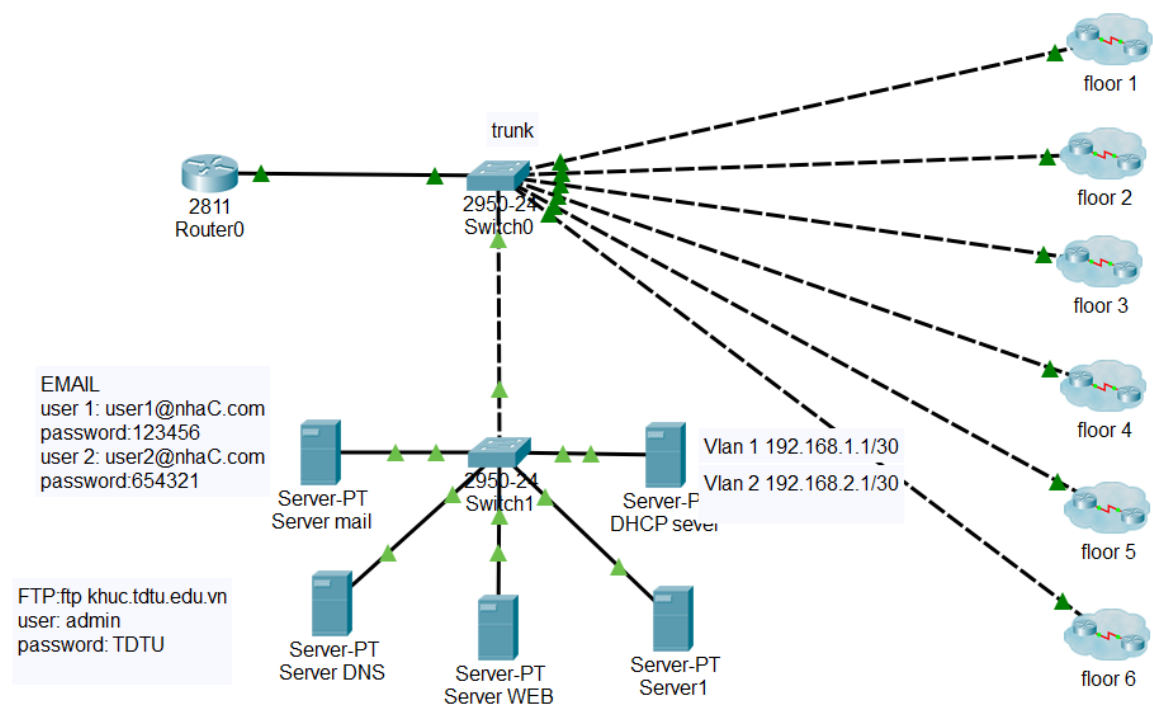 floor 1
trunk
floor 2
2811
Router0
2950-24
Switch0
floor 3
EMAIL
user 1: user1@nhaC.com
password:123456
user 2: user2@nhaC.com
password:654321
floor 4
Vlan 1 192.168.1.1/30
Vlan 2 192.168.2.1/30
2950-24
Switch1
Server-PT
Server mail
Server-P
DHCP sever
floor 5
FTP:ftp khuc.tdtu.edu.vn
user: admin
password: TDTU
Server-PT
Server DNS
Server-PT
Server WEB
Server-PT
Server1
floor 6